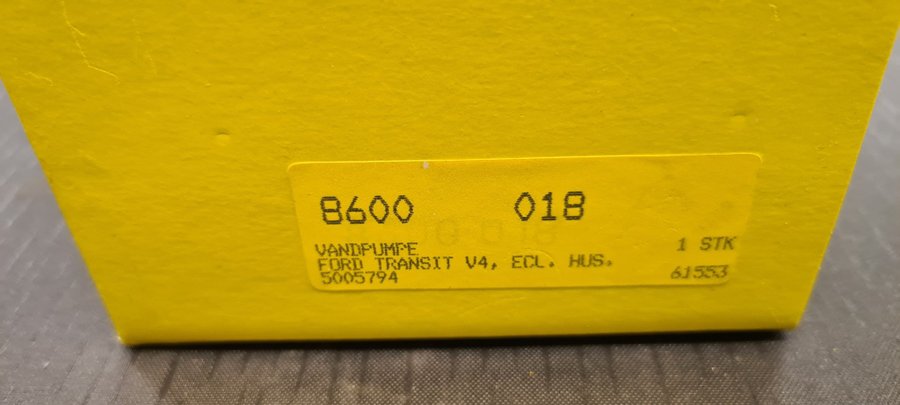 8600 018
VANDPUMPE
FORD TRANSIT V4, ECL. HUS.
5005794
1 STK
61553